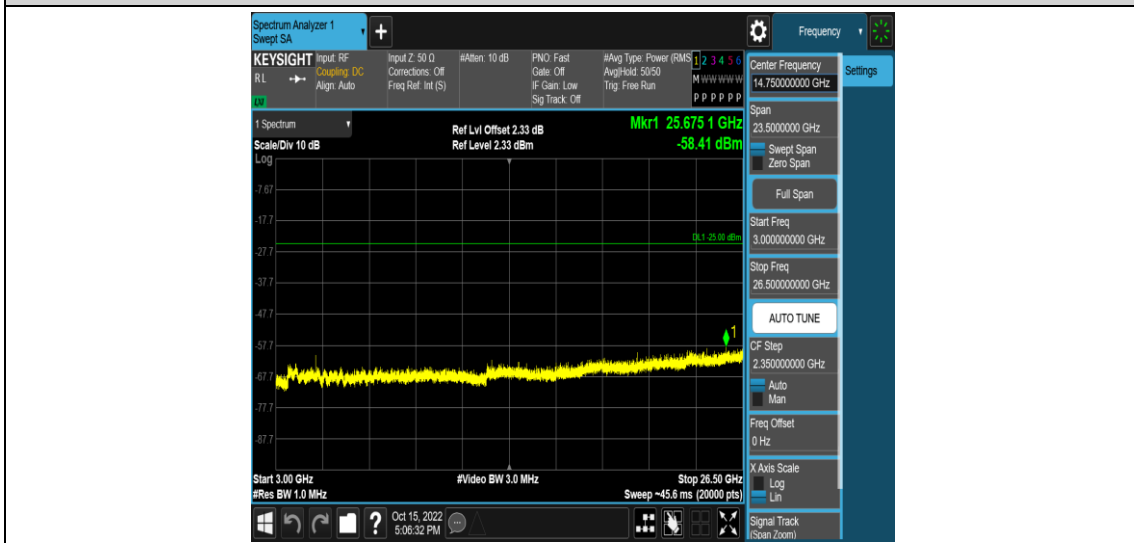 Spectrum Analyzer 1
Swept SA
+
Frequency
KEYSIGHT
RL
Input: RF
Coupling: DC
Align: Auto
Input Z: 50 Ω
Corrections: Off
Freq Ref: Int (S)
#Atten: 10 dB
PNO: Fast
Gate: Off
IF Gain: Low
Sig Track: Off
#Avg Type: Power (RMS
Avg|Hold: 50/50
Trig: Free Run
1 2 3 4 5 6
M W W W W W
P P P P P P
1 Spectrum
Scale/Div 10 dB
Ref Lvl Offset 2.33 dB
Ref Level 2.33 dBm
Mkr1 25.675 1 GHz
-58.41 dBm
Log
-7.67
-17.7
DL1 -25.00 dBm
-27.7
-37.7
-47.7
1
-57.7
-67.7
-77.7
-87.7
Start 3.00 GHz
#Video BW 3.0 MHz
Stop 26.50 GHz
#Res BW 1.0 MHz
Sweep ~45.6 ms (20000 pts)
?
Oct 15, 2022
5:06:32 PM
Center Frequency
14.750000000 GHz
Settings
Span
23.5000000 GHz
Swept Span
Zero Span
Full Span
Start Freq
3.000000000 GHz
Stop Freq
26.500000000 GHz
AUTO TUNE
CF Step
2.350000000 GHz
Auto
Man
Freq Offset
0 Hz
X Axis Scale
Log
Lin
Signal Track
(Span Zoom)